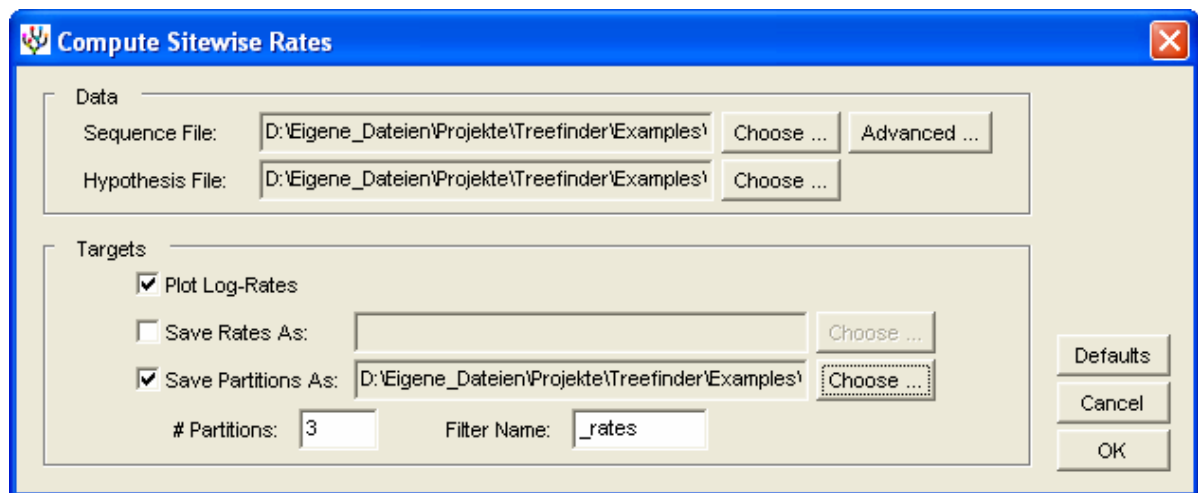 Compute Sitewise Rates
Data
Sequence File: D:\Eigene_Dateien\Projekte\Treefinder\Examples\ Choose ... Advanced ...
Hypothesis File: D:\Eigene_Dateien\Projekte\Treefinder\Examples\ Choose ...
Targets
Plot Log-Rates
Save Rates As: Choose ...
Save Partitions As: D:\Eigene_Dateien\Projekte\Treefinder\Examples\ Choose ...
# Partitions: 3 Filter Name: _rates
Defaults
Cancel
OK